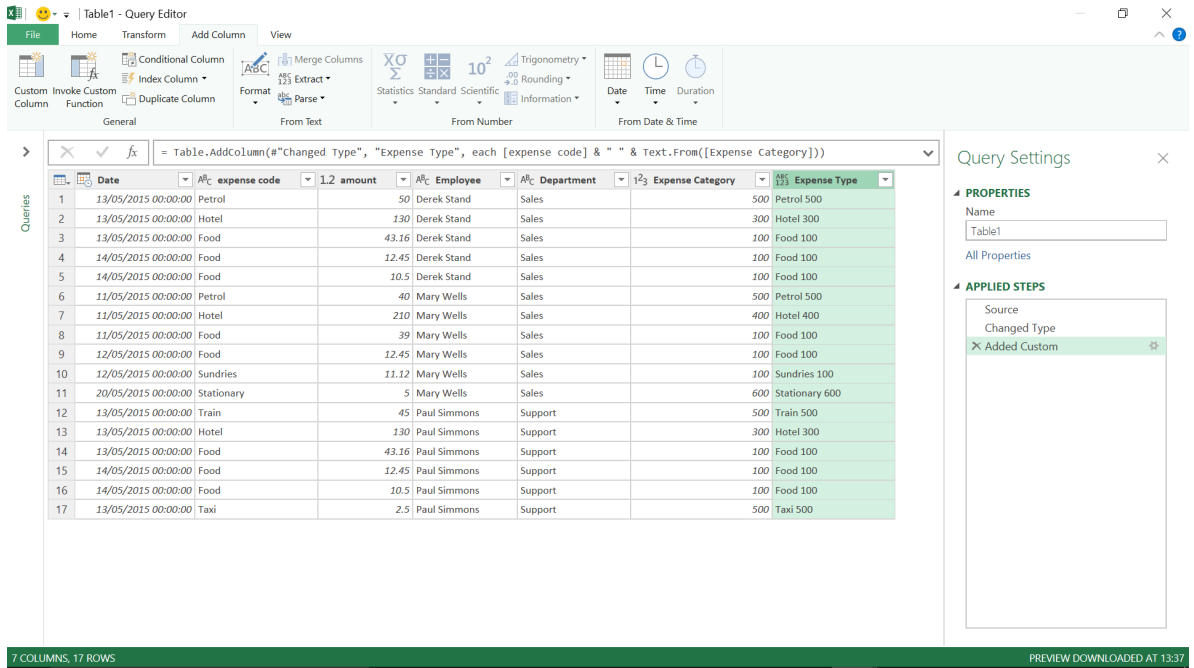 Table1 - Query Editor
File Home Transform Add Column View
Custom Column
Invoke Custom Function
Conditional Column
Index Column
Duplicate Column
General
Format
Merge Columns
Extract
Parse
From Text
Statistics
Standard
Scientific
Trigonometry
Rounding
Information
From Number
Date
Time
Duration
From Date & Time
= Table.AddColumn(#"Changed Type", "Expense Type", each [expense code] & " " & Text.From([Expense Category]))
Queries
Date expense code 1.2 amount Employee Department Expense Category Expense Type
1 13/05/2015 00:00:00 Petrol 50 Derek Stand Sales 500 Petrol 500
2 13/05/2015 00:00:00 Hotel 130 Derek Stand Sales 300 Hotel 300
3 13/05/2015 00:00:00 Food 43.16 Derek Stand Sales 100 Food 100
4 14/05/2015 00:00:00 Food 12.45 Derek Stand Sales 100 Food 100
5 14/05/2015 00:00:00 Food 10.5 Derek Stand Sales 100 Food 100
6 11/05/2015 00:00:00 Petrol 40 Mary Wells Sales 500 Petrol 500
7 11/05/2015 00:00:00 Hotel 210 Mary Wells Sales 400 Hotel 400
8 11/05/2015 00:00:00 Food 39 Mary Wells Sales 100 Food 100
9 12/05/2015 00:00:00 Food 12.45 Mary Wells Sales 100 Food 100
10 12/05/2015 00:00:00 Sundries 11.12 Mary Wells Sales 100 Sundries 100
11 20/05/2015 00:00:00 Stationary 5 Mary Wells Sales 600 Stationary 600
12 13/05/2015 00:00:00 Train 45 Paul Simmons Support 500 Train 500
13 13/05/2015 00:00:00 Hotel 130 Paul Simmons Support 300 Hotel 300
14 13/05/2015 00:00:00 Food 43.16 Paul Simmons Support 100 Food 100
15 14/05/2015 00:00:00 Food 12.45 Paul Simmons Support 100 Food 100
16 14/05/2015 00:00:00 Food 10.5 Paul Simmons Support 100 Food 100
17 13/05/2015 00:00:00 Taxi 2.5 Paul Simmons Support 500 Taxi 500
Query Settings
PROPERTIES
Name
Table1
All Properties
APPLIED STEPS
Source
Changed Type
Added Custom
7 COLUMNS, 17 ROWS
PREVIEW DOWNLOADED AT 13:37